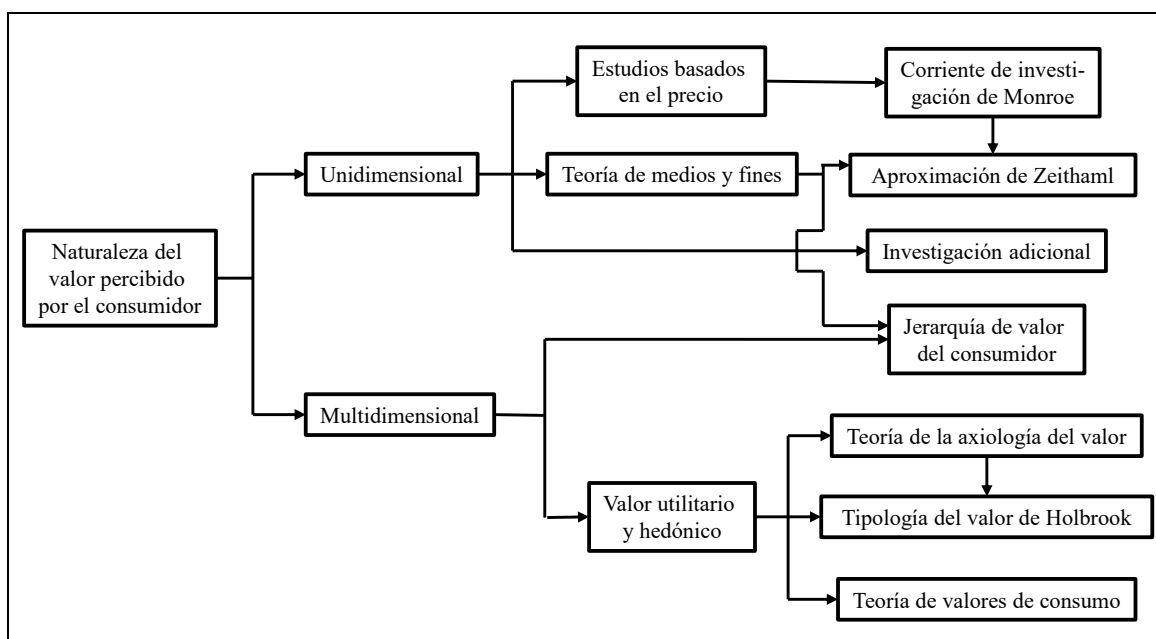 Estudios basados
en el precio
Corriente de investi-
gación de Monroe
Unidimensional
Teoría de medios y fines
Aproximación de Zeithaml
Naturaleza del
valor percibido
por el consumidor
Investigación adicional
Jerarquía de valor
del consumidor
Multidimensional
Teoría de la axiología del valor
Valor utilitario
y hedónico
Tipología del valor de Holbrook
Teoría de valores de consumo